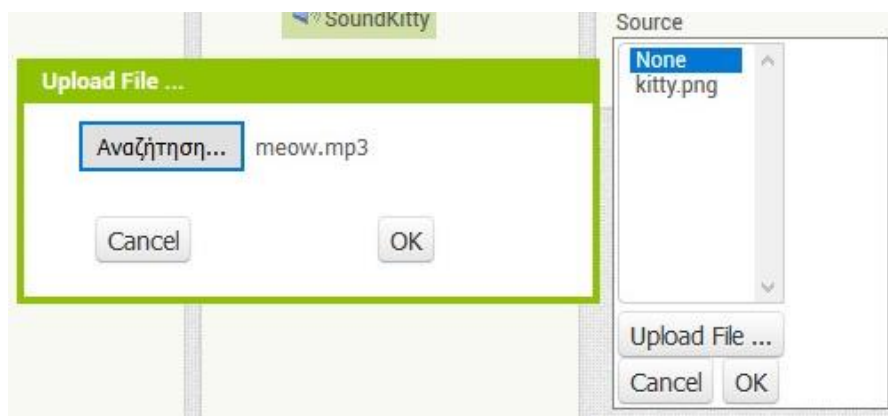 SoundKitty
Upload File ...
Αναζήτηση... meow.mp3
Cancel OK
Source
None
kitty.png
Upload File ...
Cancel OK